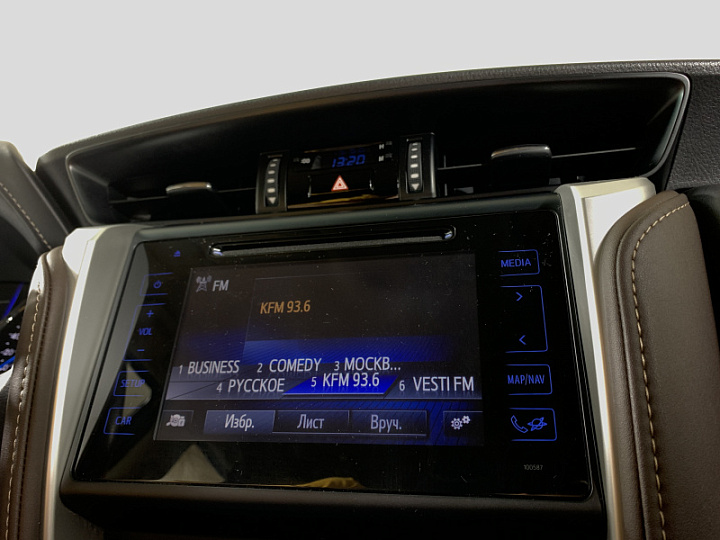 13:20
FM
KFM 93.6
1 BUSINESS 2 COMEDY 3 МОСКВ...
4 РУССКОЕ 5 KFM 93.6 6 VESTI FM
Избр. Лист Вруч.
+
VOL
-
SETUP
CAR
MEDIA
>
<
MAP/NAV
100587